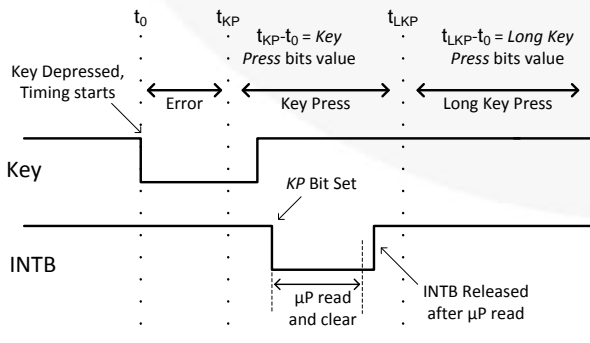 t0
tKP
tLKP
tKP-t0 = Key
Press bits value
tLKP-t0 = Long Key
Press bits value
Key Depressed,
Timing starts
Error
Key Press
Long Key Press
Key
KP Bit Set
INTB
µP read
and clear
INTB Released
after µP read